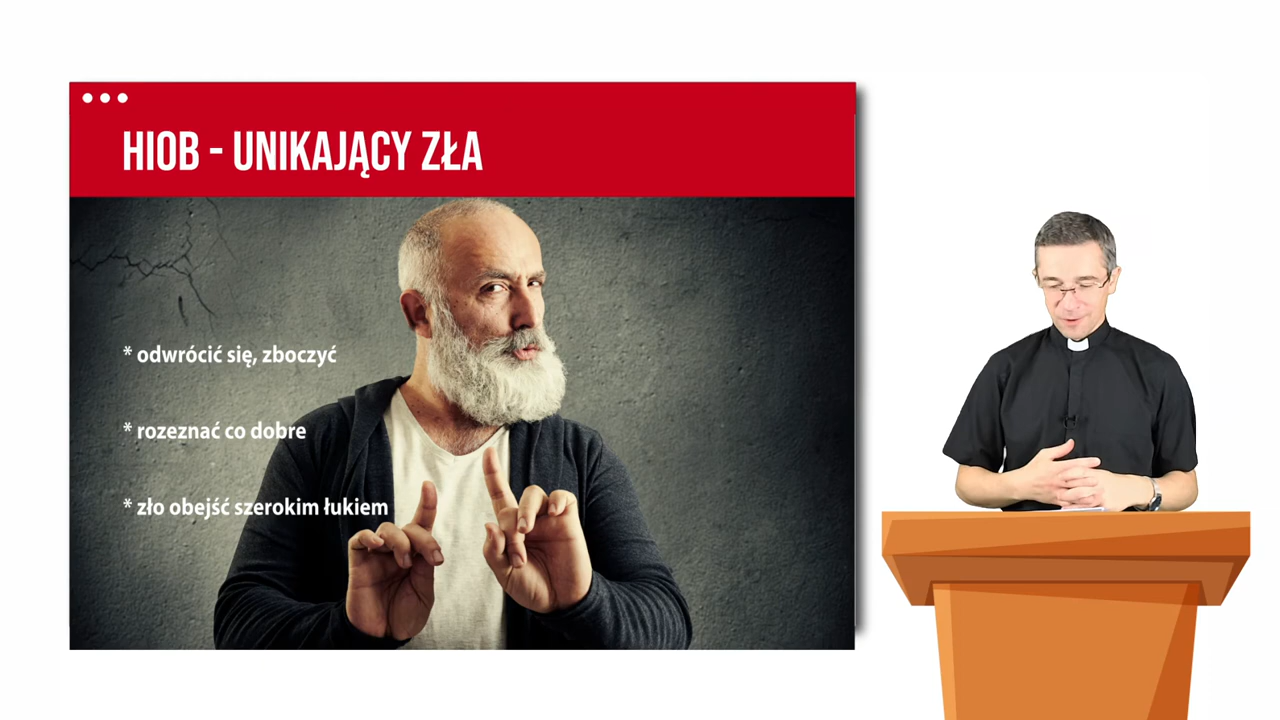 HIOB - UNIKAJĄCY ZŁA
* odwrócić się, zboczyć
* rozeznać co dobre
* zło obejść szerokim łukiem